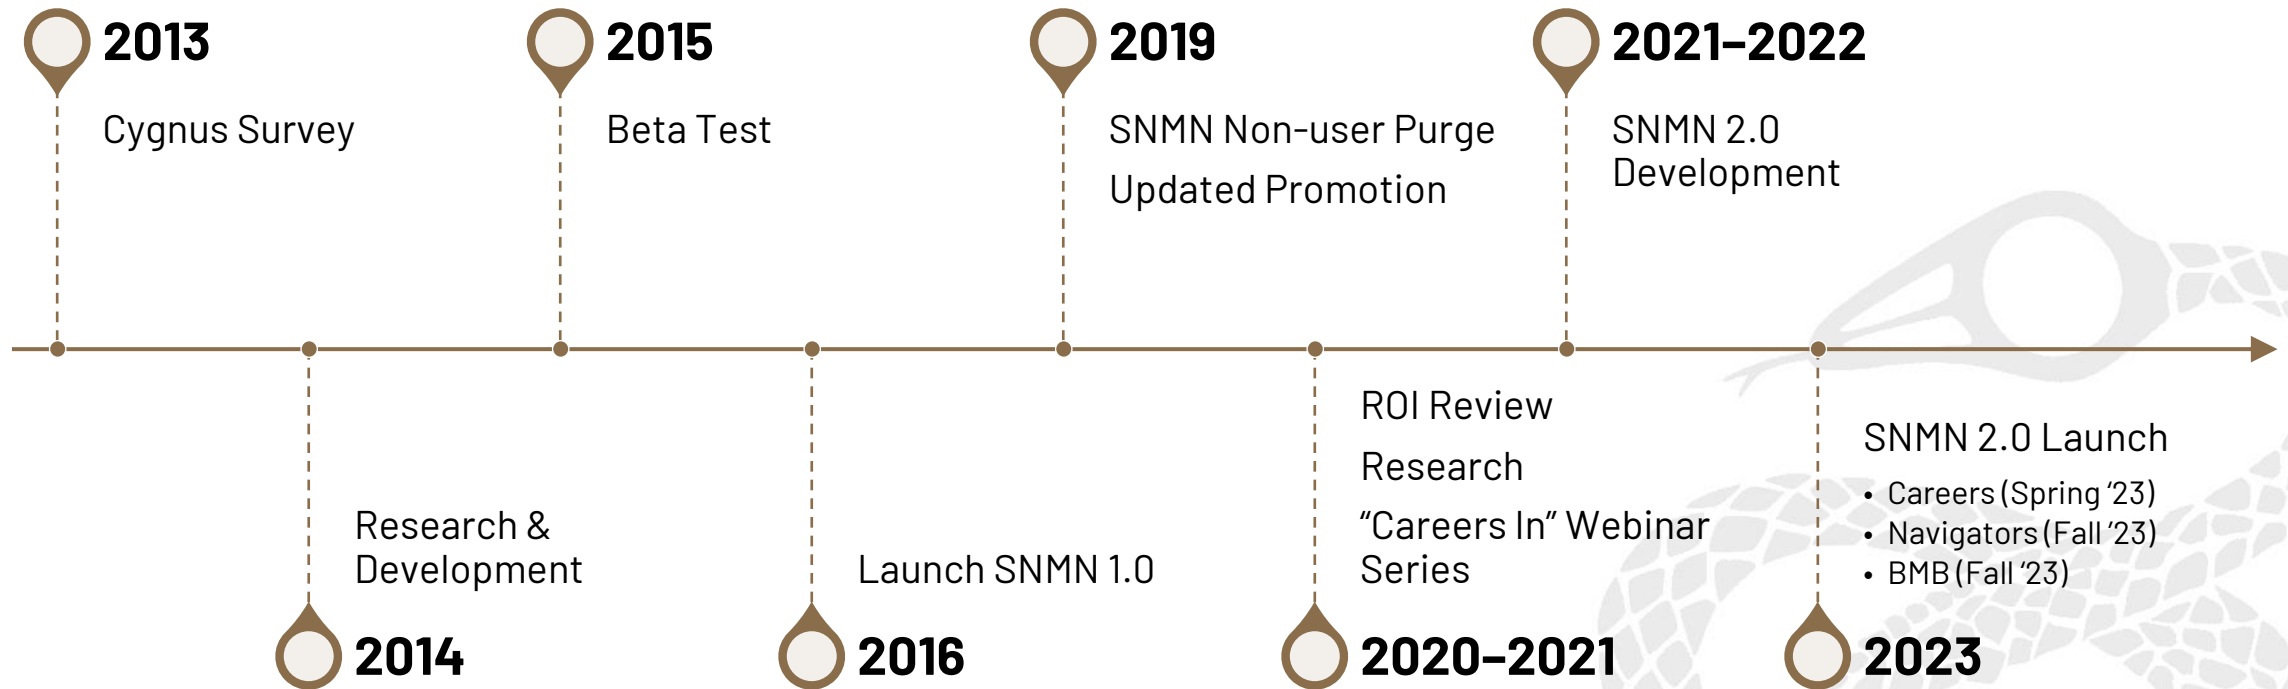 2013
Cygnus Survey
2015
Beta Test
2019
SNMN Non-user Purge
Updated Promotion
2021–2022
SNMN 2.0
Development
Research &
Development
2014
Launch SNMN 1.0
2016
ROI Review
Research
“Careers In” Webinar
Series
2020–2021
SNMN 2.0 Launch
• Careers (Spring ‘23)
• Navigators (Fall ‘23)
• BMB (Fall ‘23)
2023